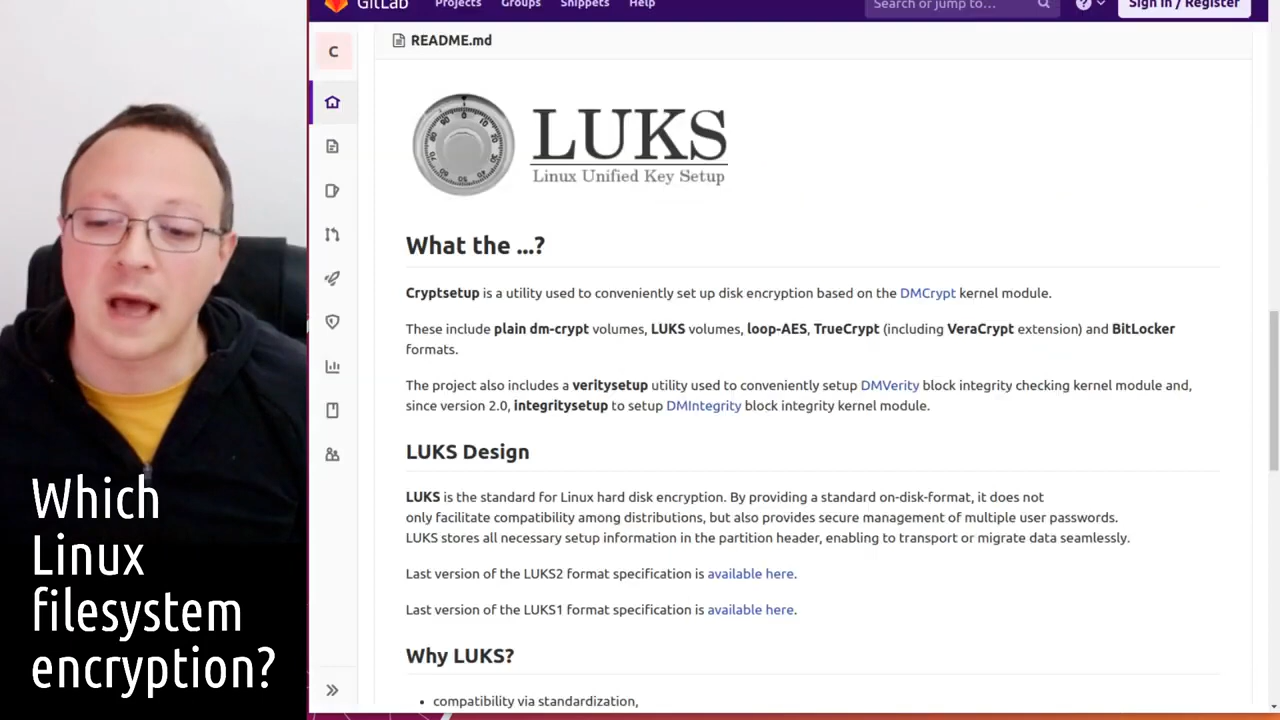 GitLab
Projects
Groups
Snippets
Help
Search or jump to...
Sign in / Register
C
README.md
LUKS
Linux Unified Key Setup
What the ...?
Cryptsetup is a utility used to conveniently set up disk encryption based on the DMCrypt kernel module.
These include plain dm-crypt volumes, LUKS volumes, loop-AES, TrueCrypt (including VeraCrypt extension) and BitLocker
formats.
The project also includes a veritysetup utility used to conveniently setup DMVerity block integrity checking kernel module and,
since version 2.0, integritysetup to setup DMIntegrity block integrity kernel module.
LUKS Design
LUKS is the standard for Linux hard disk encryption. By providing a standard on-disk-format, it does not
only facilitate compatibility among distributions, but also provides secure management of multiple user passwords.
LUKS stores all necessary setup information in the partition header, enabling to transport or migrate data seamlessly.
Last version of the LUKS2 format specification is available here.
Last version of the LUKS1 format specification is available here.
Why LUKS?
• compatibility via standardization,
Which
Linux
filesystem
encryption?